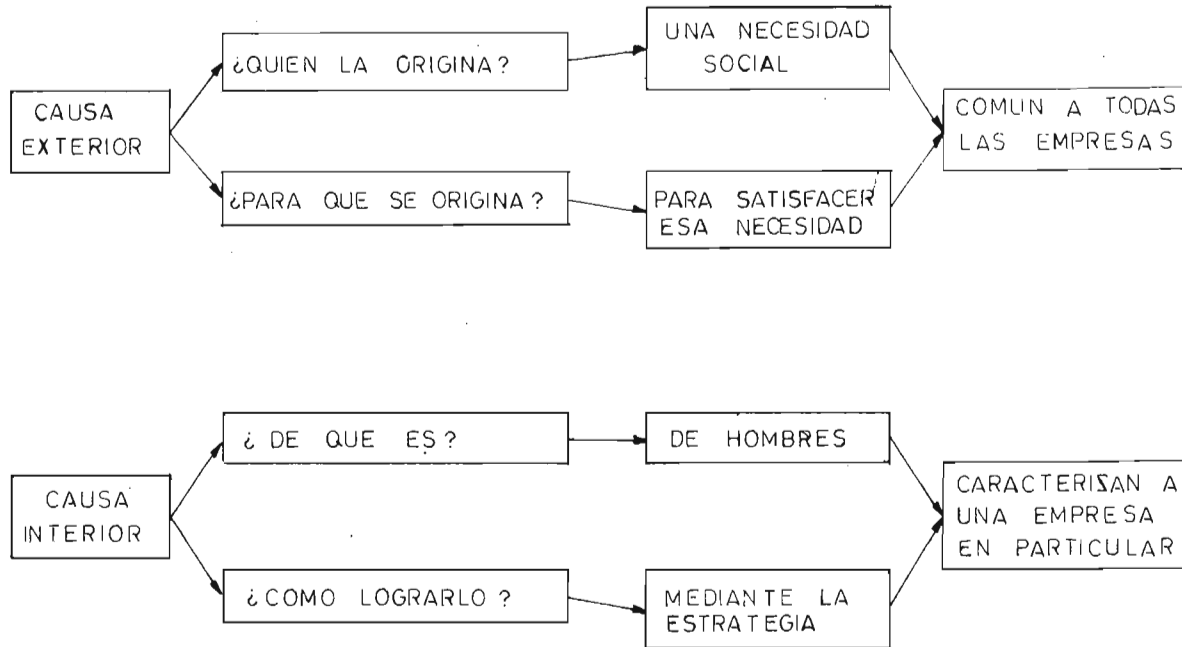 CAUSA
EXTERIOR
¿QUIEN LA ORIGINA?
UNA NECESIDAD
SOCIAL
¿PARA QUE SE ORIGINA?
PARA SATISFACER
ESA NECESIDAD
COMUN A TODAS
LAS EMPRESAS
CAUSA
INTERIOR
¿ DE QUE ES?
DE HOMBRES
¿COMO LOGRARLO?
MEDIANTE LA
ESTRATEGIA
CARACTERISAN A
UNA EMPRESA
EN PARTICULAR